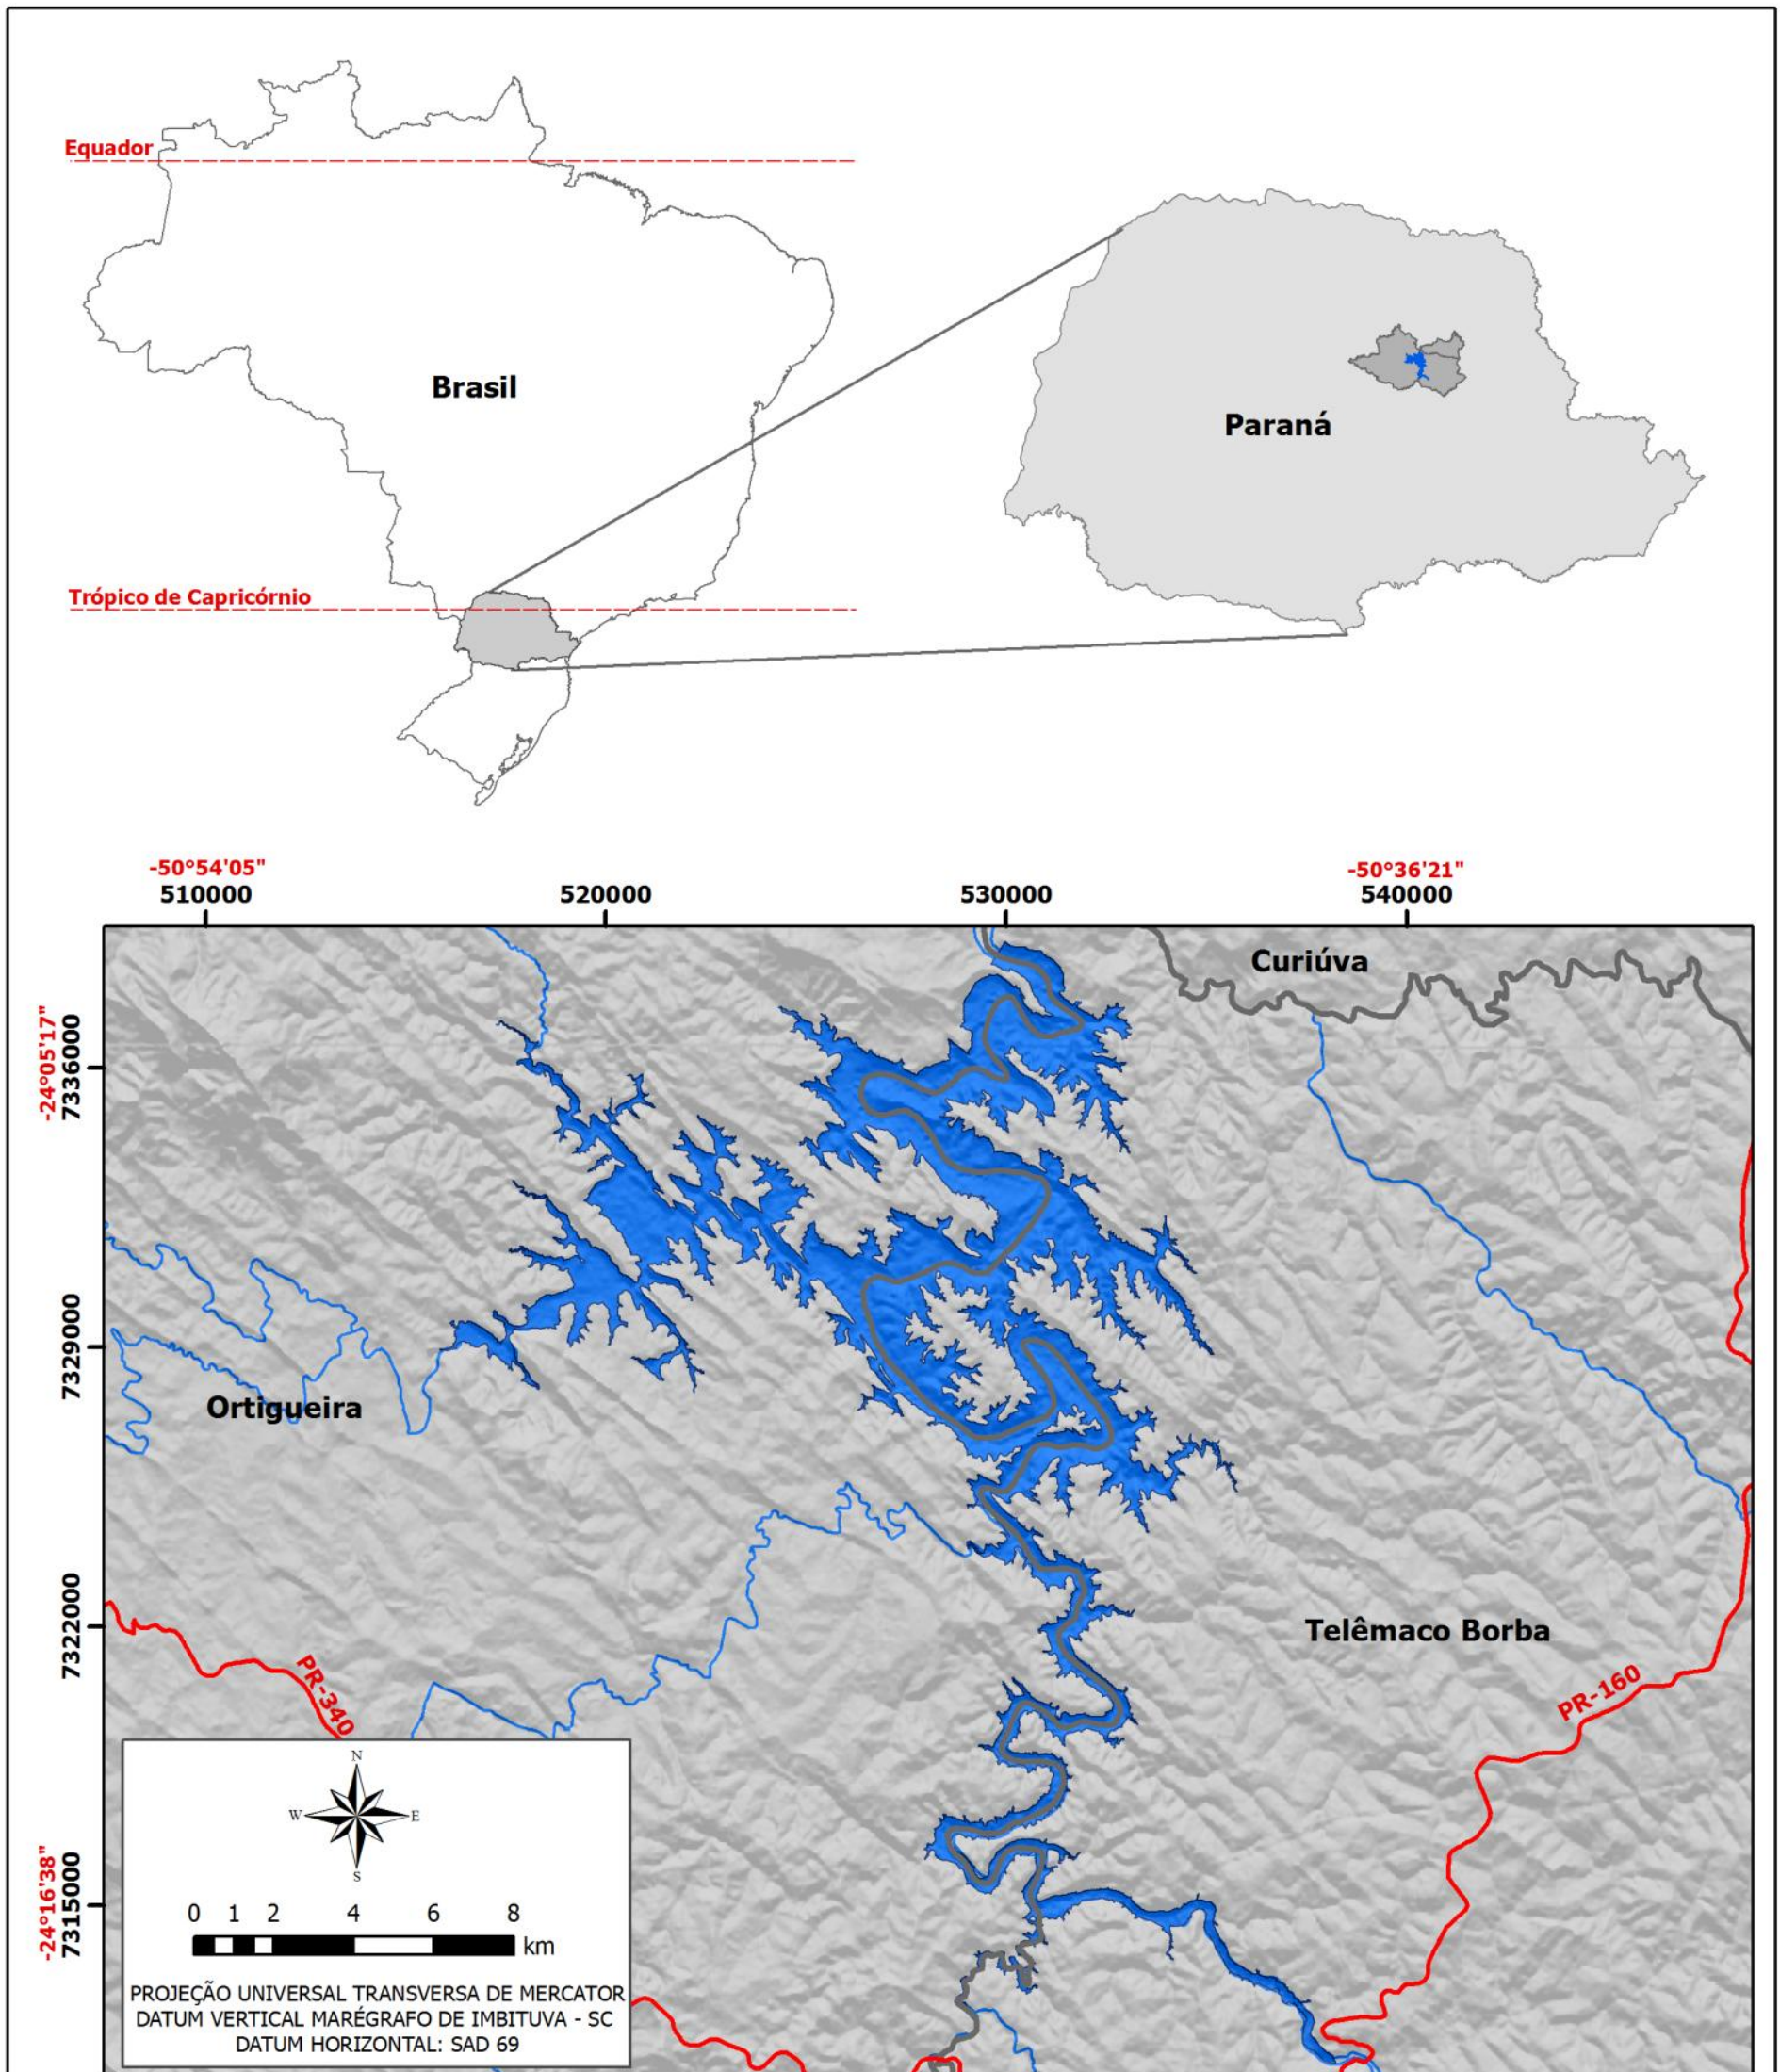 Equador
Brasil
Paraná
Trópico de Capricórnio
-50°54'05"
-50°36'21"
510000
520000
530000
540000
Curiúva
-24°05'17"
7336000
7329000
Ortigueira
7322000
Telêmaco Borba
PR-340
PR-160
-24°16'38"
7315000
N
W
E
S
0 1 2 4 6 8
km
PROJEÇÃO UNIVERSAL TRANSVERSA DE MERCATOR
DATUM VERTICAL MARÉGRAFO DE IMBITUVA - SC
DATUM HORIZONTAL: SAD 69